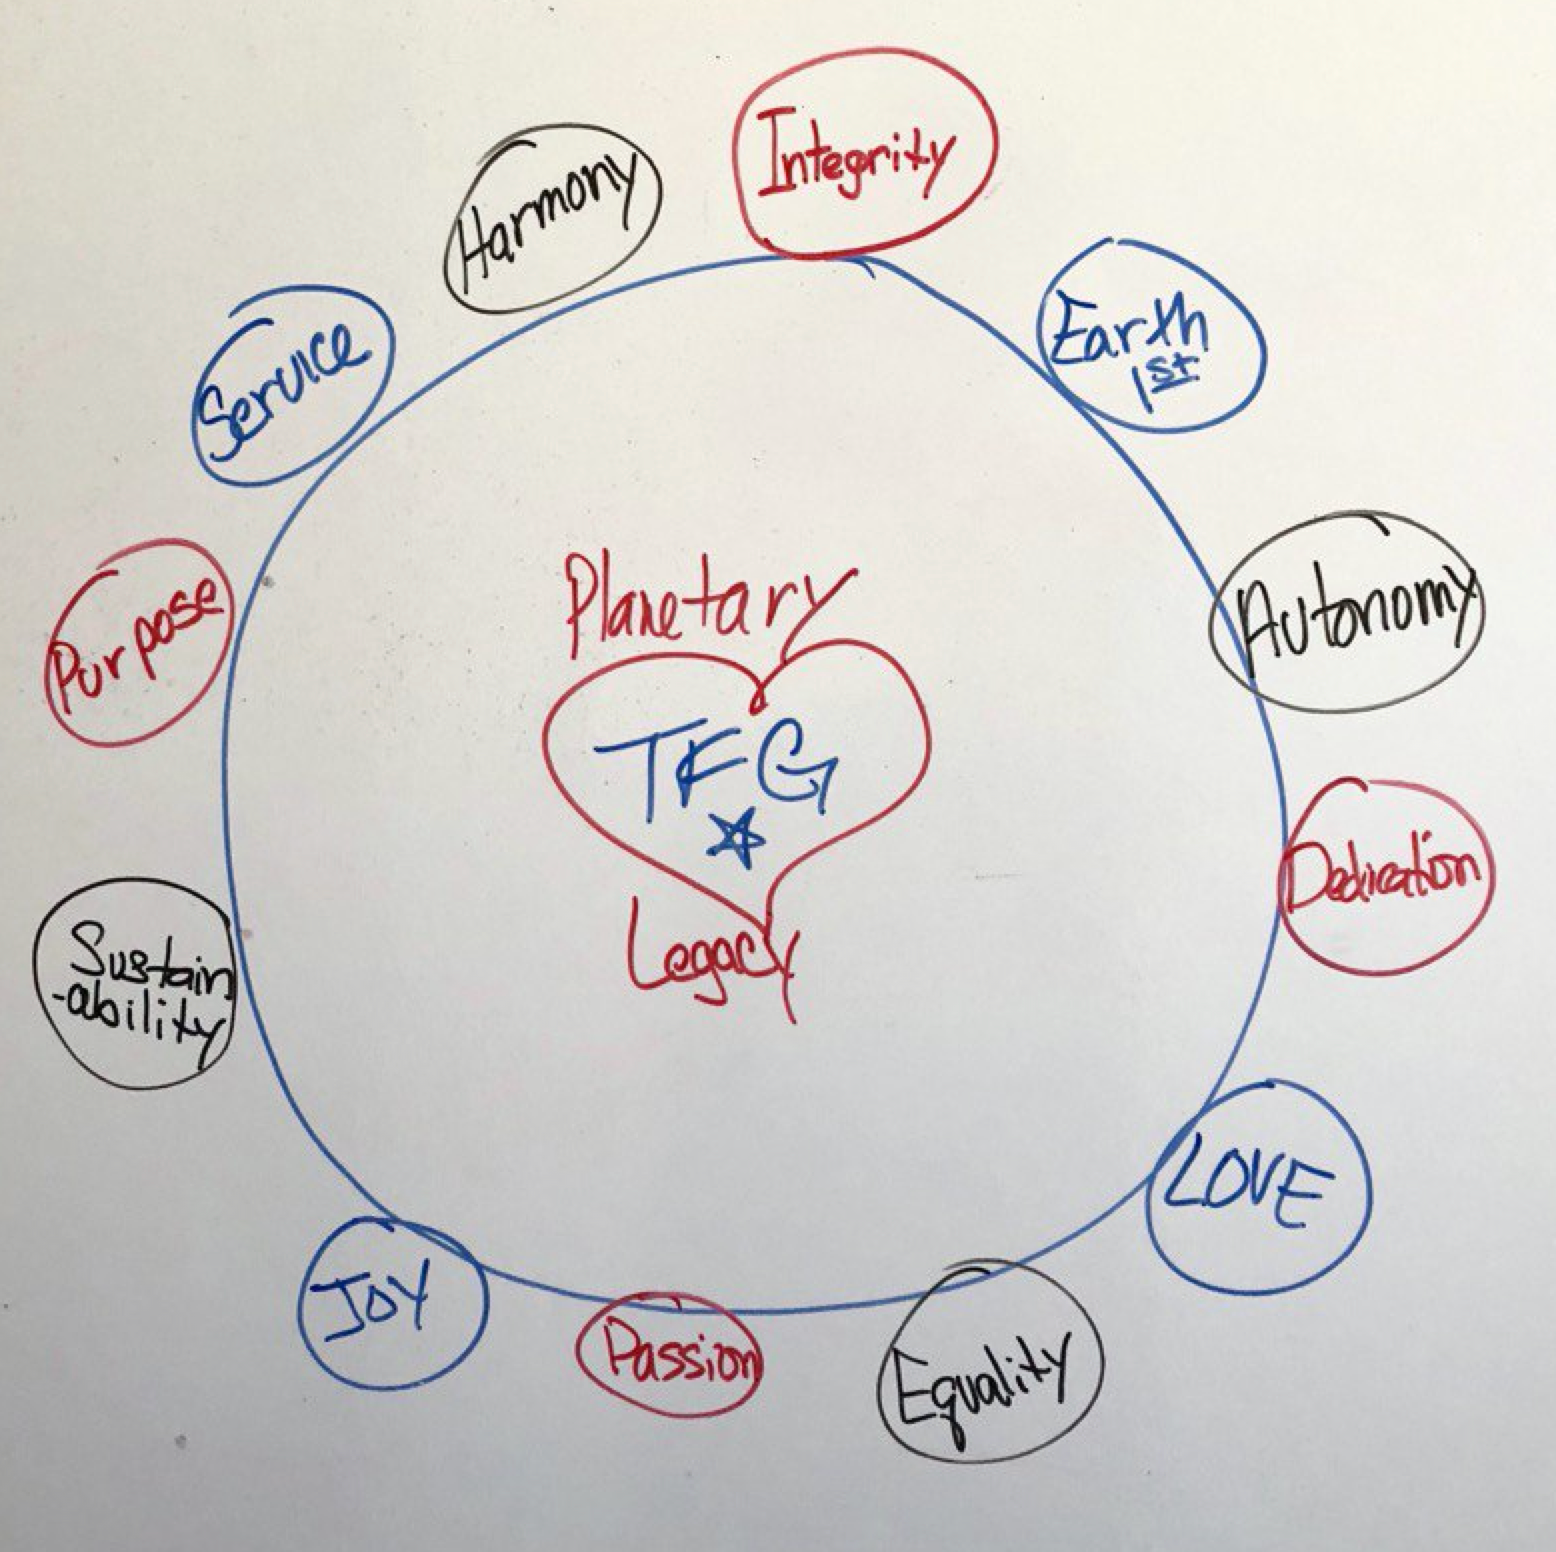 Integrity
Earth
1st
Autonomy
Dedication
LOVE
Equality
Passion
JOY
Sustain
-ability
Purpose
Service
Harmony
Planetary
TFG
Legacy